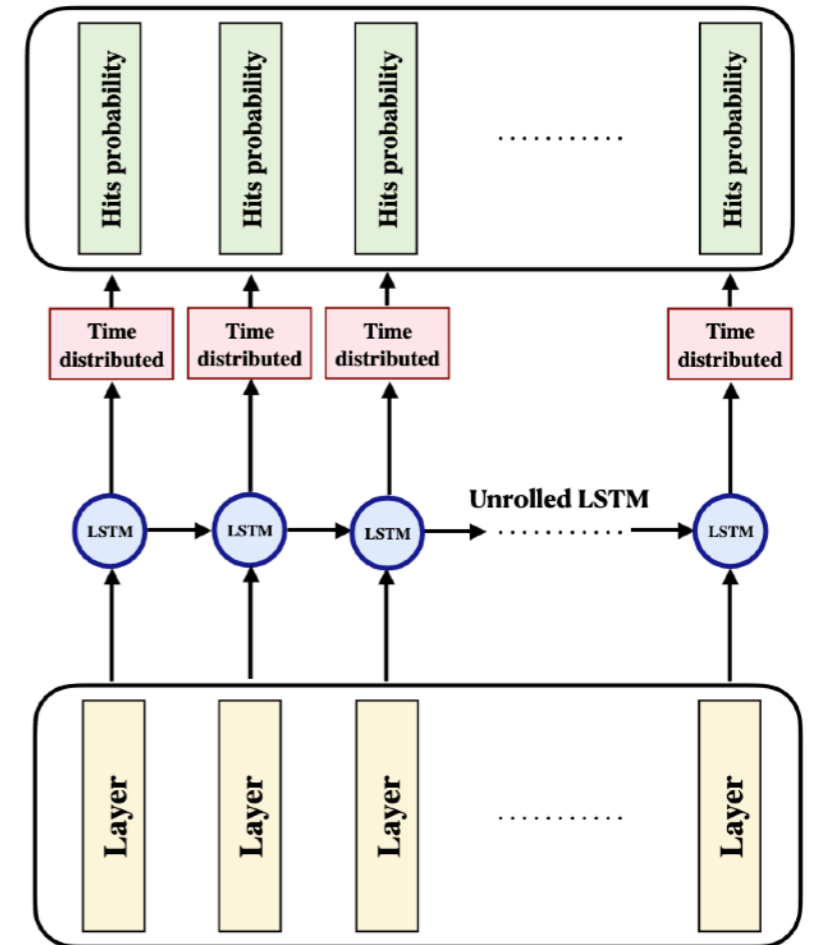 Hits probability
Hits probability
Hits probability
...........
Hits probability
Time
distributed
Time
distributed
Time
distributed
Time
distributed
Unrolled LSTM
LSTM
LSTM
LSTM
...........
LSTM
Layer
Layer
Layer
...........
Layer